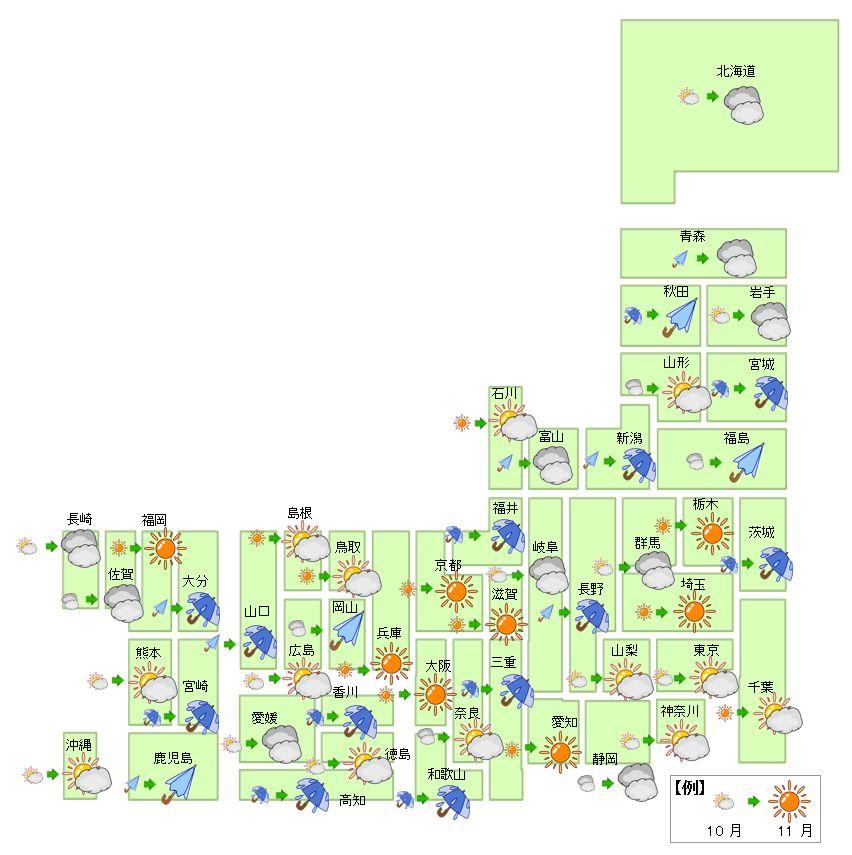 北海道
青森
秋田
岩手
山形
宮城
石川
富山
新潟
福島
長崎
福岡
島根
福井
栃木
佐賀
大分
鳥取
京都
岐阜
群馬
茨城
山口
岡山
滋賀
長野
埼玉
熊本
広島
兵庫
大阪
三重
山梨
東京
宮崎
香川
千葉
愛媛
奈良
愛知
神奈川
沖縄
鹿児島
徳島
静岡
高知
和歌山
【例】
10 月 11 月